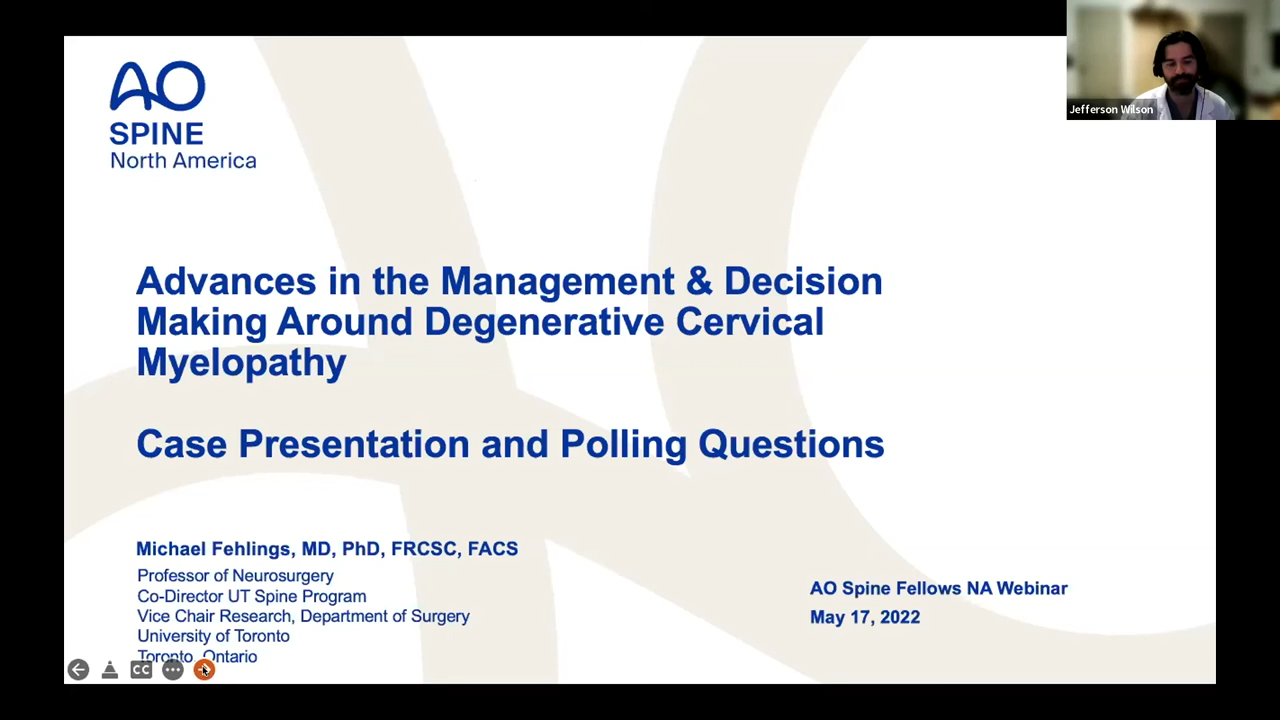 AO
SPINE
North America
Jefferson Wilson
Advances in the Management & Decision
Making Around Degenerative Cervical
Myelopathy
Case Presentation and Polling Questions
Michael Fehlings, MD, PhD, FRCSC, FACS
Professor of Neurosurgery
Co-Director UT Spine Program
Vice Chair Research, Department of Surgery
University of Toronto
Toronto, Ontario
AO Spine Fellows NA Webinar
May 17, 2022
CC